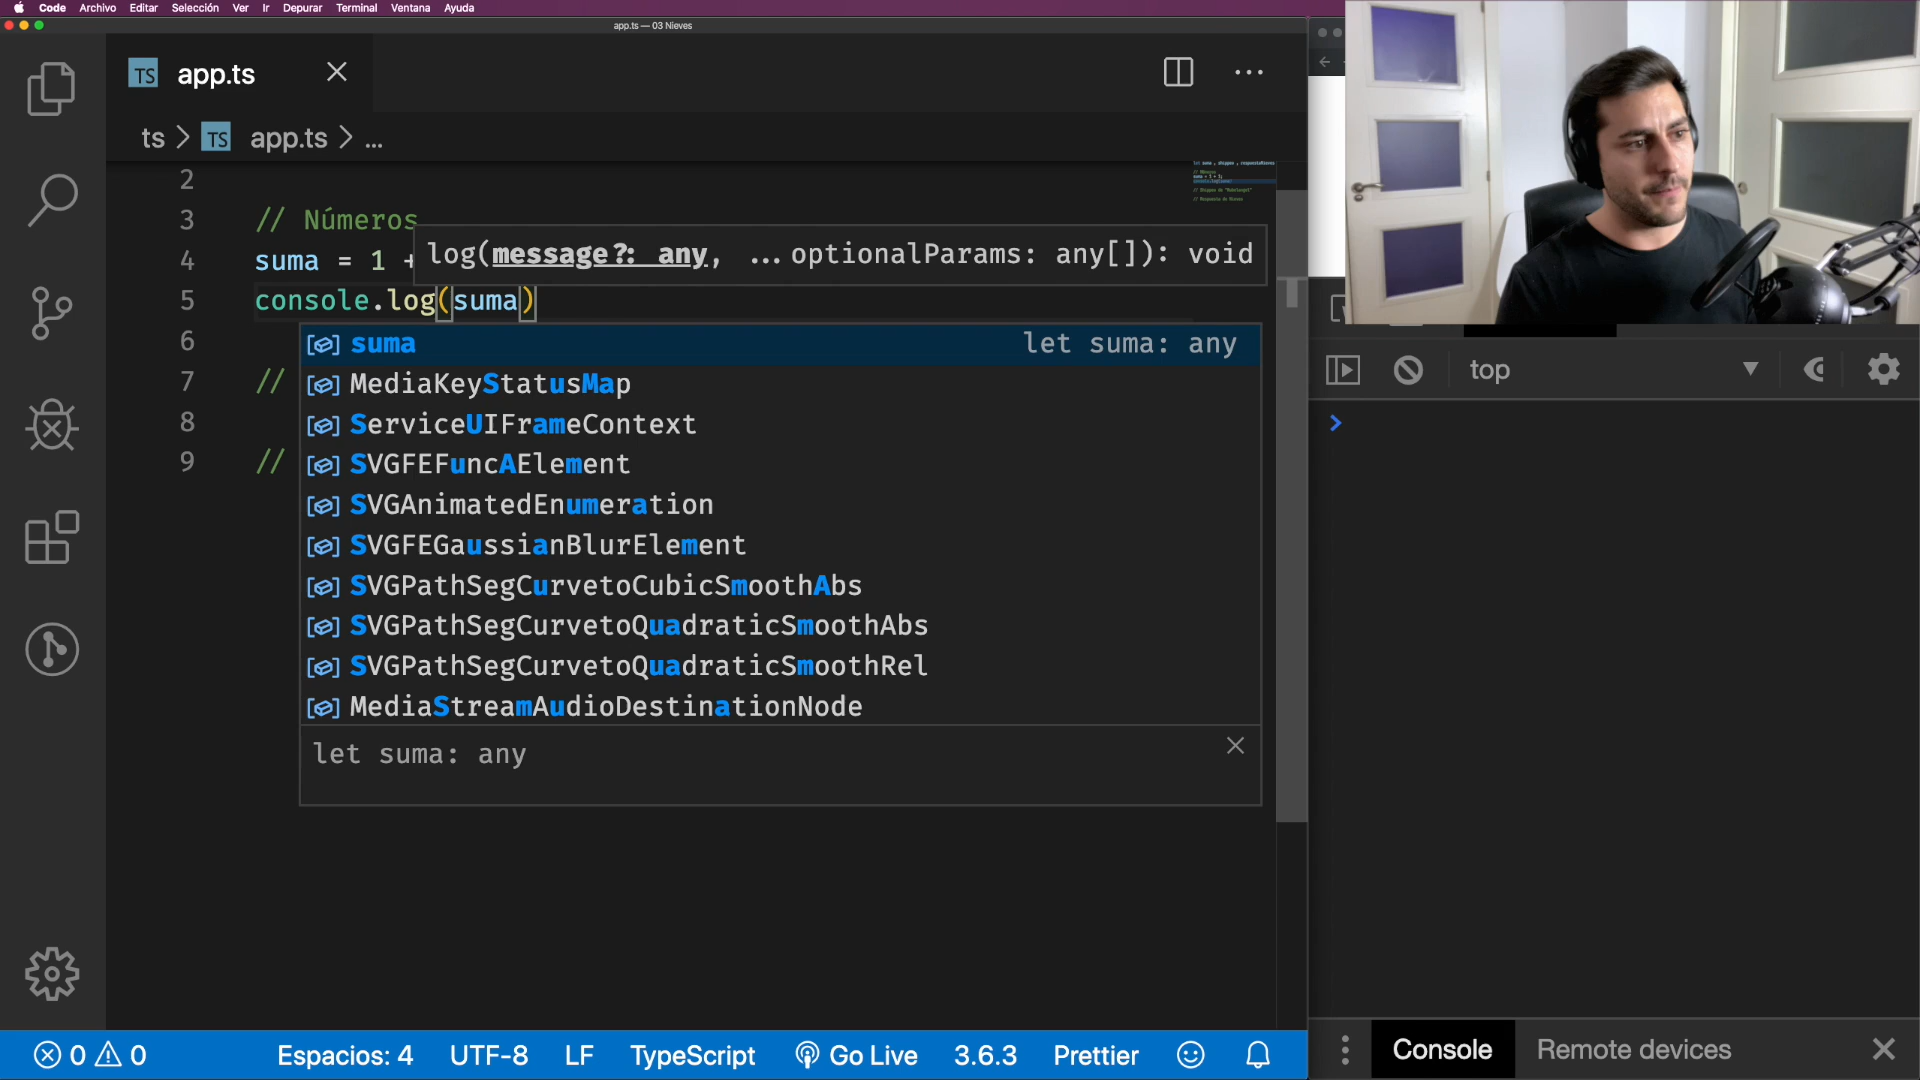 Code Archivo Editar Selección Ver Ir Depurar Terminal Ventana Ayuda
app.ts — 03 Nieves
TS app.ts
ts > TS app.ts > ...
2
3 // Números
4 suma = 1 +
log(message?: any, ...optionalParams: any[]): void
5 console.log(suma)
6
suma let suma: any
7 //
MediaKeyStatusMap
8
ServiceUIFrameContext
9 //
SVGFEFuncAElement
SVGAnimatedEnumeration
SVGFEGaussianBlurElement
SVGPathSegCurvetoCubicSmoothAbs
SVGPathSegCurvetoQuadraticSmoothAbs
SVGPathSegCurvetoQuadraticSmoothRel
MediaStreamAudioDestinationNode
let suma: any
top
0 0 Espacios: 4 UTF-8 LF TypeScript Go Live 3.6.3 Prettier
Console Remote devices